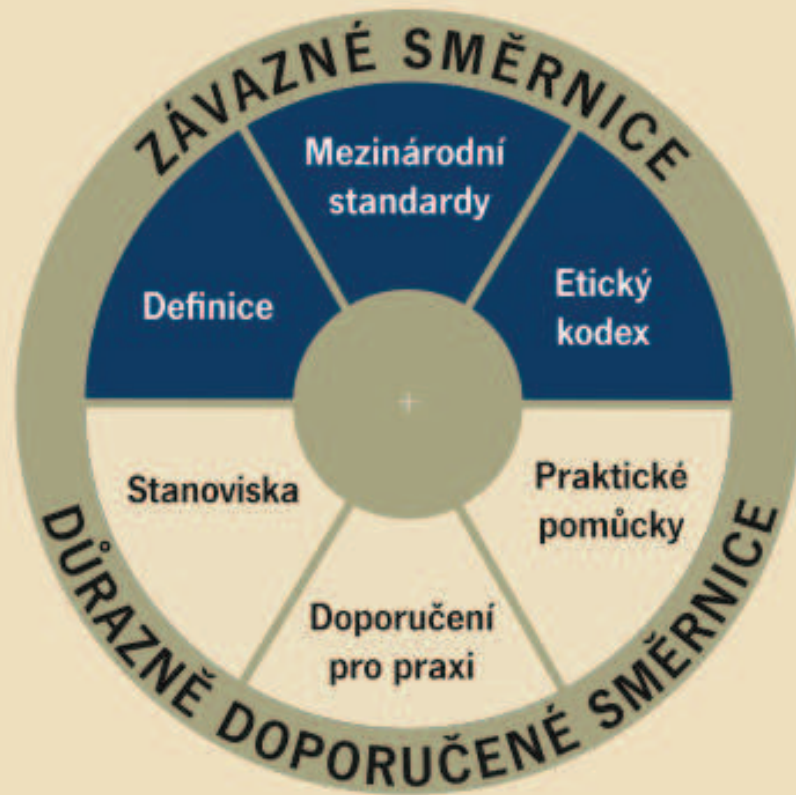 ZÁVAZNÉ SMĚRNICE
Mezinárodní
standardy
Definice
Etický
kodex
Stanoviska
Praktické
pomůcky
Doporučení
pro praxi
DŮRAZNĚ DOPORUČENÉ SMĚRNICE